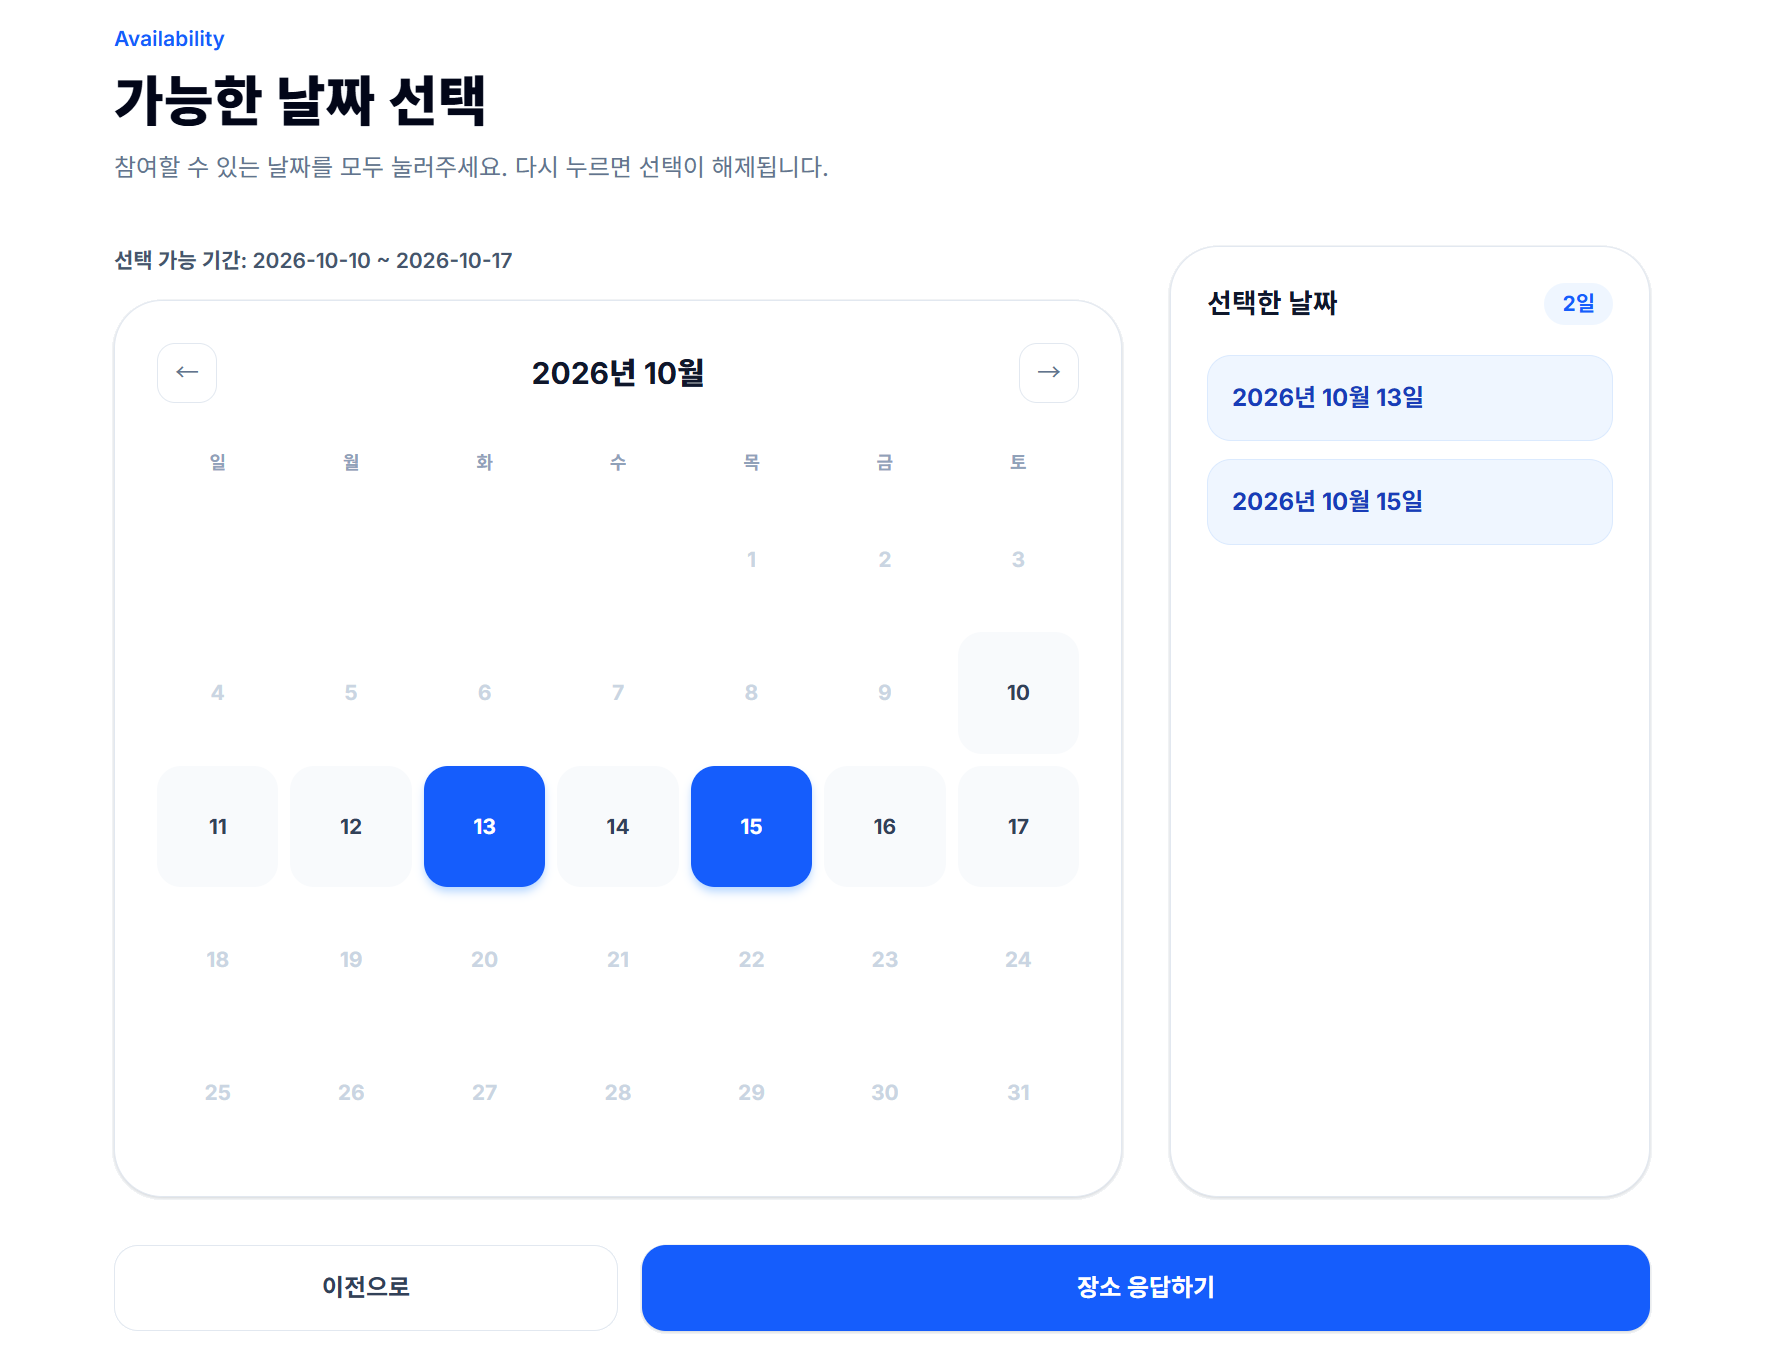 Availability
가능한 날짜 선택
참여할 수 있는 날짜를 모두 눌러주세요. 다시 누르면 선택이 해제됩니다.
선택 가능 기간: 2026-10-10 ~ 2026-10-17
← 2026년 10월 →
일 월 화 수 목 금 토
1 2 3
4 5 6 7 8 9 10
11 12 13 14 15 16 17
18 19 20 21 22 23 24
25 26 27 28 29 30 31
선택한 날짜 2일
2026년 10월 13일
2026년 10월 15일
이전으로 장소 응답하기